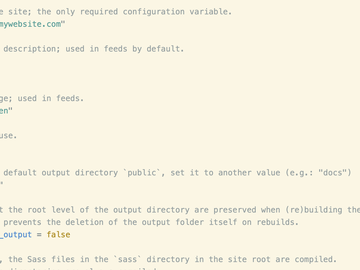 e site; the only required configuration variable.
mywebsite.com"
description; used in feeds by default.
ge; used in feeds.
en"
use.
default output directory `public`, set it to another value (e.g.: "docs")
"
t the root level of the output directory are preserved when (re)building the
prevents the deletion of the output folder itself on rebuilds.
_output = false
, the Sass files in the `sass` directory in the site root are compiled.